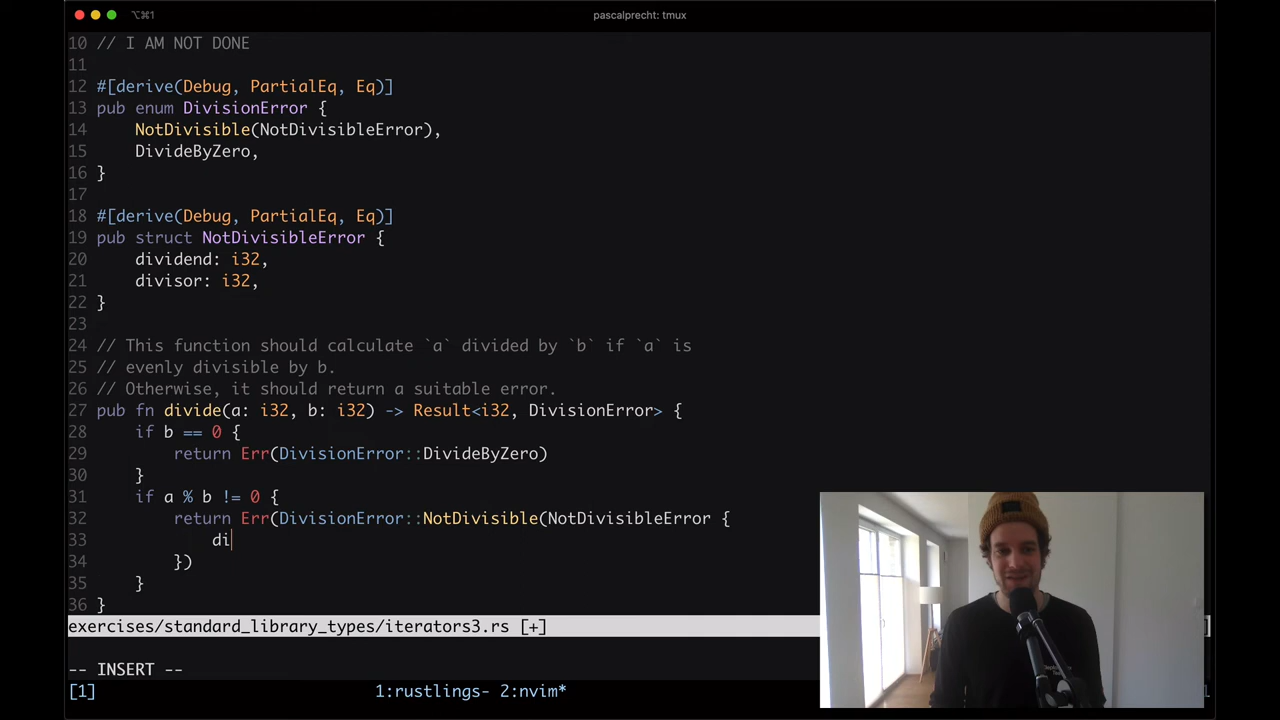 ⌥⌘1
pascalprecht: tmux
10 // I AM NOT DONE
11
12 #[derive(Debug, PartialEq, Eq)]
13 pub enum DivisionError {
14     NotDivisible(NotDivisibleError),
15     DivideByZero,
16 }
17
18 #[derive(Debug, PartialEq, Eq)]
19 pub struct NotDivisibleError {
20     dividend: i32,
21     divisor: i32,
22 }
23
24 // This function should calculate `a` divided by `b` if `a` is
25 // evenly divisible by b.
26 // Otherwise, it should return a suitable error.
27 pub fn divide(a: i32, b: i32) -> Result<i32, DivisionError> {
28     if b == 0 {
29         return Err(DivisionError::DivideByZero)
30     }
31     if a % b != 0 {
32         return Err(DivisionError::NotDivisible(NotDivisibleError {
33             di
34         })
35     }
36 }
exercises/standard_library_types/iterators3.rs [+]
-- INSERT --
[1] 1:rustlings- 2:nvim*